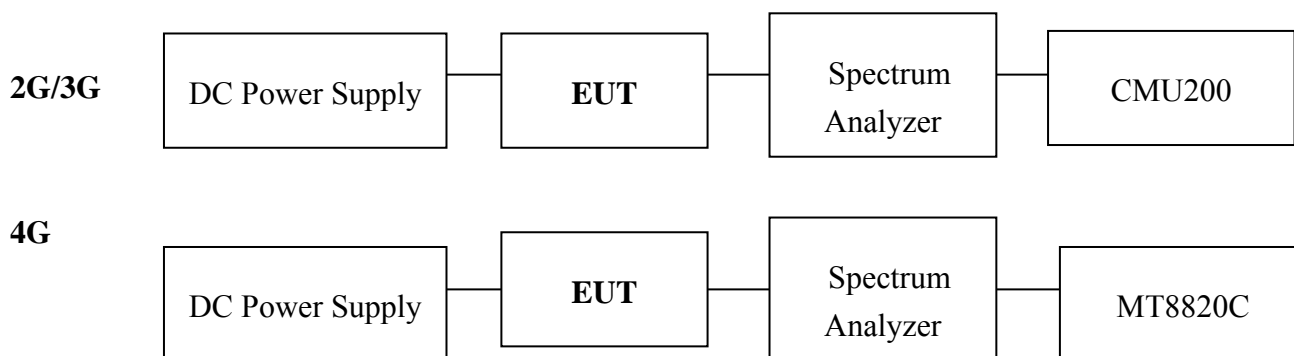 2G/3G
DC Power Supply
EUT
Spectrum
Analyzer
CMU200
4G
DC Power Supply
EUT
Spectrum
Analyzer
MT8820C